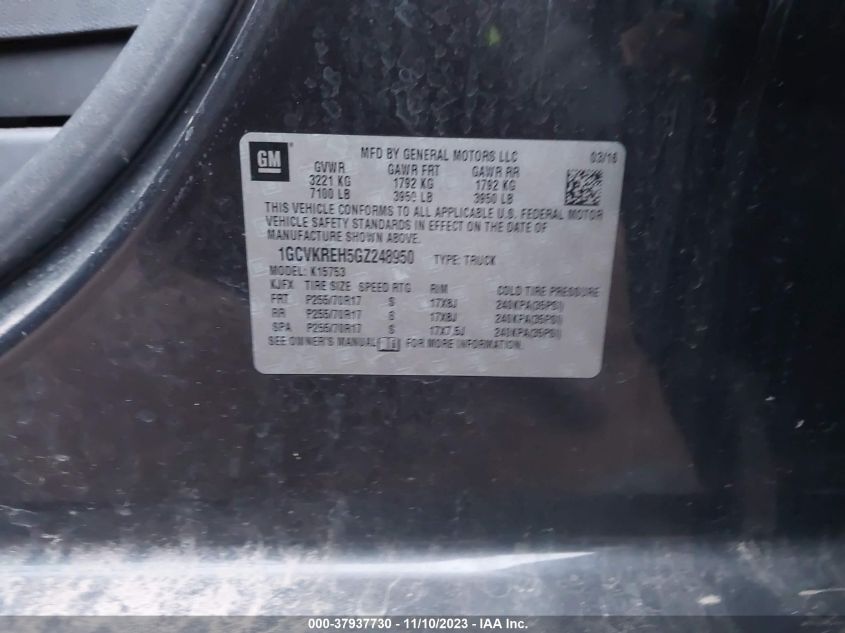 GM
MFD BY GENERAL MOTORS LLC 03/16
GVWR GAWR FRT GAWR RR
3221 KG 1792 KG 1792 KG
7100 LB 3950 LB 3950 LB
THIS VEHICLE CONFORMS TO ALL APPLICABLE U.S. FEDERAL MOTOR
VEHICLE SAFETY STANDARDS IN EFFECT ON THE DATE OF
MANUFACTURE SHOWN ABOVE.
1GCVKREH5GZ248950 TYPE: TRUCK
MODEL: K15753
KJFX TIRE SIZE SPEED RTG RIM COLD TIRE PRESSURE
FRT P255/70R17 S 17X8J 240KPA(35PSI)
RR P255/70R17 S 17X8J 240KPA(35PSI)
SPA P255/70R17 S 17X7.5J 240KPA(35PSI)
SEE OWNER'S MANUAL FOR MORE INFORMATION.
000-37937730 - 11/10/2023 - IAA Inc.